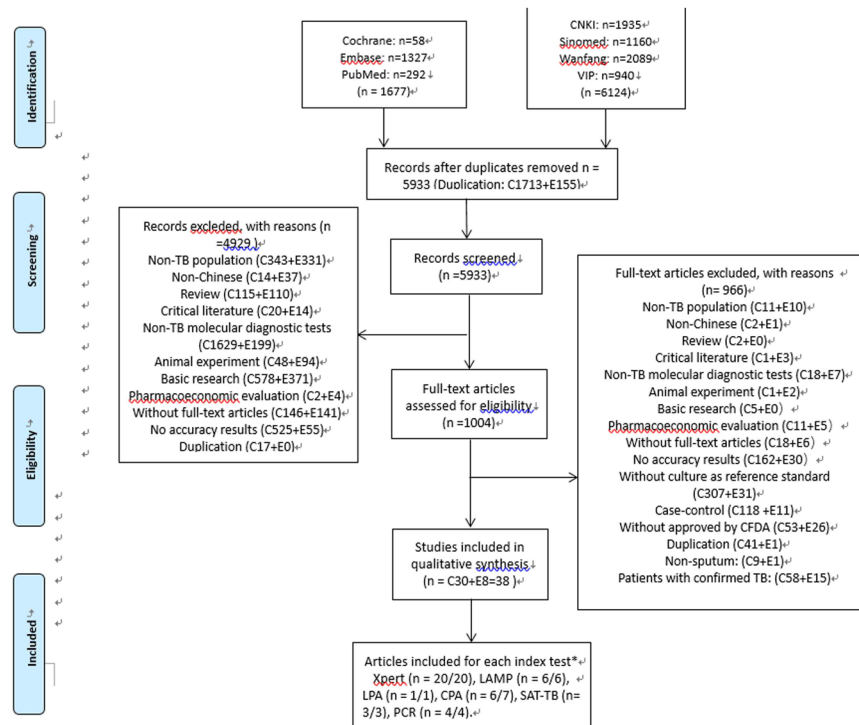 Identification
Cochrane: n=58
Embase: n=1327
PubMed: n=292
(n = 1677)
CNKI: n=1935
Sinomed: n=1160
Wanfang: n=2089
VIP: n=940
(n =6124)
Records after duplicates removed n =
5933 (Duplication: C1713+E155)
Screening
Records excleded, with reasons (n
=4929 )
Non-TB population (C343+E331)
Non-Chinese (C14+E37)
Review (C115+E110)
Critical literature (C20+E14)
Non-TB molecular diagnostic tests
(C1629+E199)
Animal experiment (C48+E94)
Basic research (C578+E371)
Pharmacoeconomic evaluation (C2+E4)
Without full-text articles (C146+E141)
No accuracy results (C525+E55)
Duplication (C17+E0)
Records screened
(n =5933)
Full-text articles excluded, with reasons
(n= 966)
Non-TB population (C11+E10)
Non-Chinese (C2+E1)
Review (C2+E0)
Critical literature (C1+E3)
Non-TB molecular diagnostic tests (C18+E7)
Animal experiment (C1+E2)
Basic research (C5+E0)
Pharmacoeconomic evaluation (C11+E5)
Without full-text articles (C18+E6)
No accuracy results (C162+E30)
Without culture as reference standard
(C307+E31)
Case-control (C118 +E11)
Without approved by CFDA (C53+E26)
Duplication (C41+E1)
Non-sputum: (C9+E1)
Patients with confirmed TB: (C58+E15)
Eligibility
Full-text articles
assessed for eligibility
(n =1004)
Studies included in
qualitative synthesis
(n = C30+E8=38 )
Included
Articles included for each index test*
Xpert (n = 20/20), LAMP (n = 6/6),
LPA (n = 1/1), CPA (n = 6/7), SAT-TB (n=
3/3), PCR (n = 4/4).